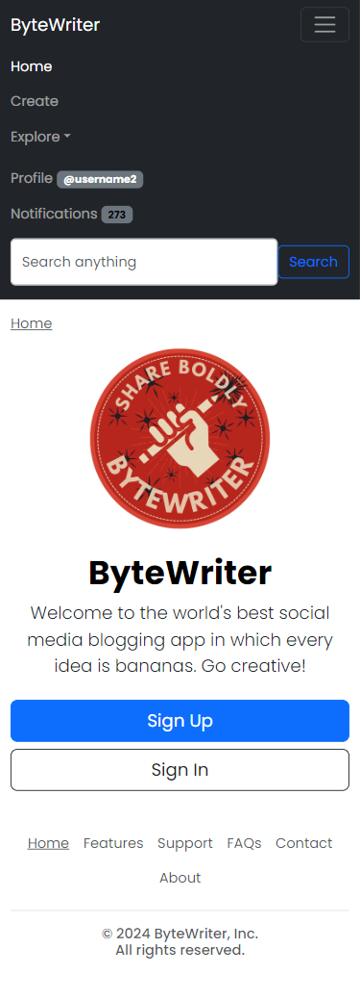 ByteWriter
Home
Create
Explore
Profile @username2
Notifications 273
Search anything Search
Home
SHARE BOLDLY
BYTEWRITER
ByteWriter
Welcome to the world's best social
media blogging app in which every
idea is bananas. Go creative!
Sign Up
Sign In
Home Features Support FAQs Contact
About
© 2024 ByteWriter, Inc.
All rights reserved.